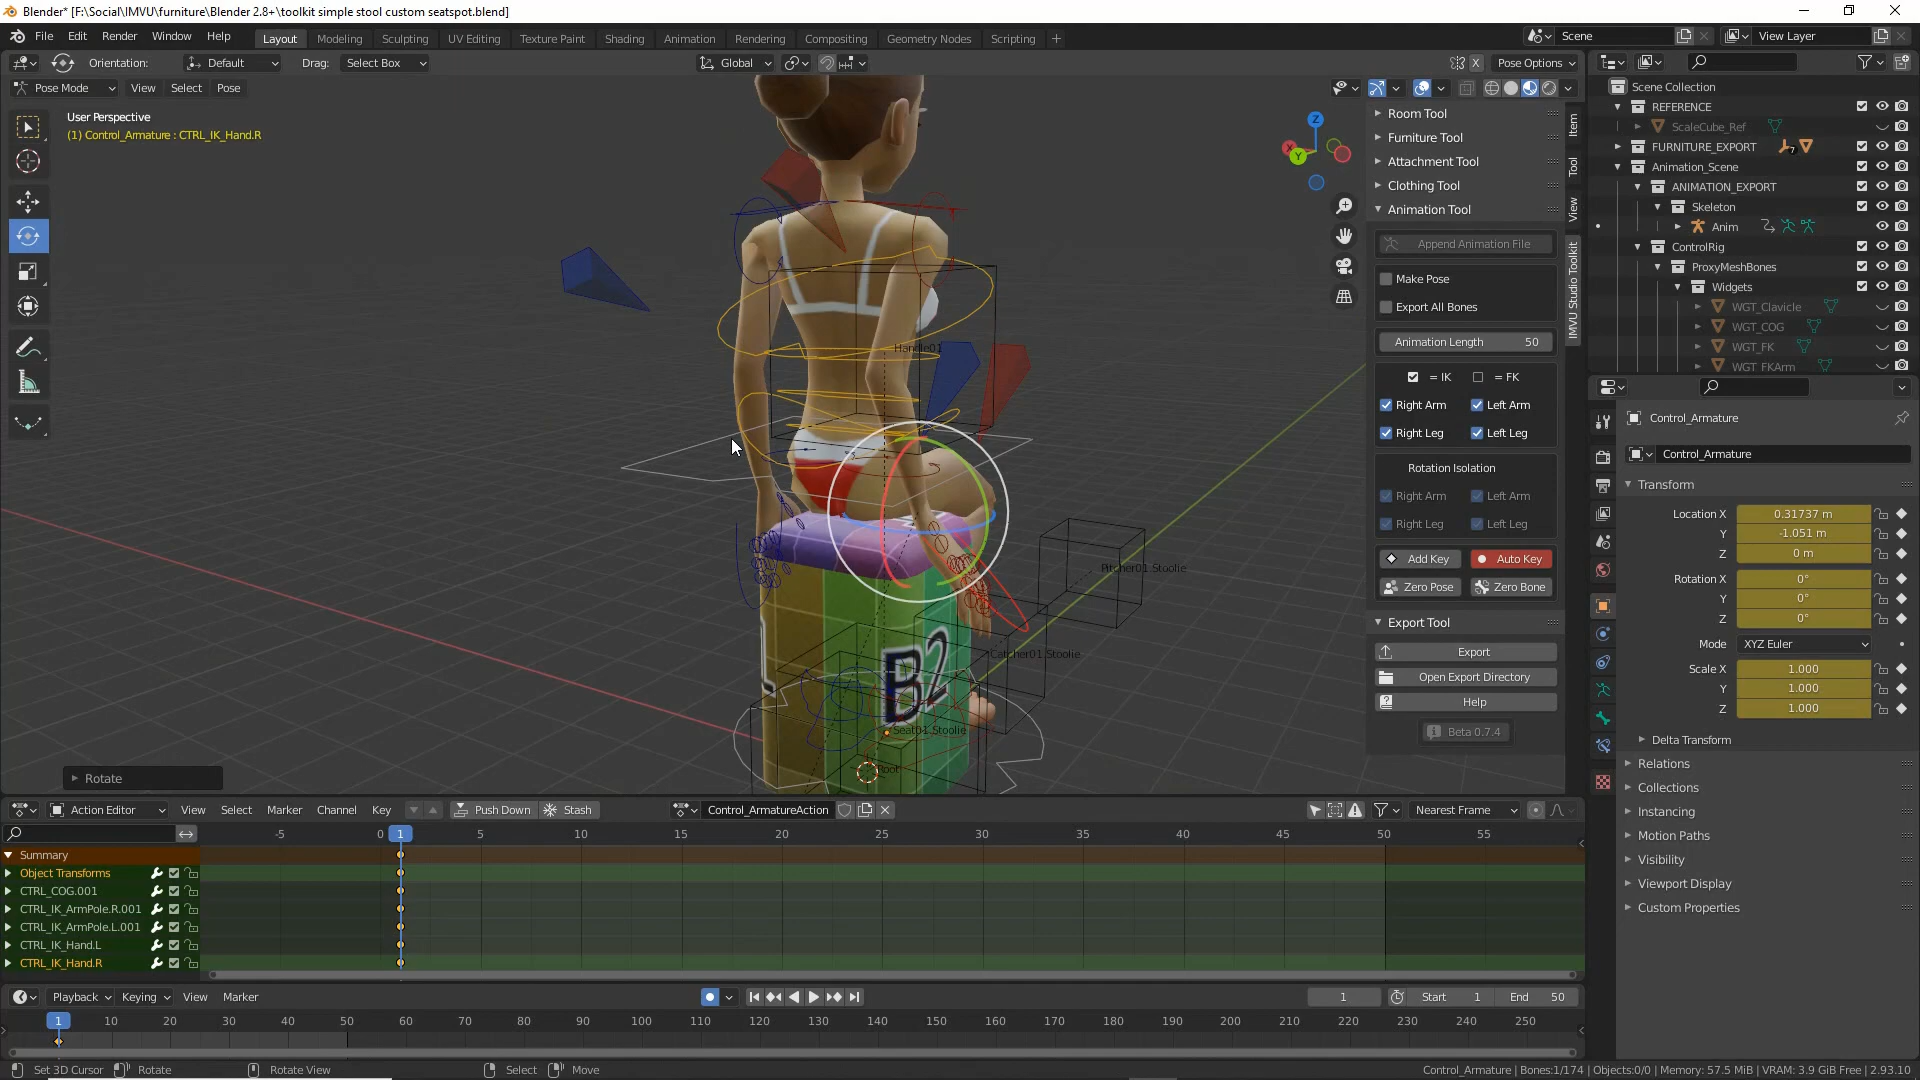 Blender* [F:\Social\IMVU\furniture\Blender 2.8+\toolkit simple stool custom seatspot.blend]
File Edit Render Window Help Layout Modeling Sculpting UV Editing Texture Paint Shading Animation Rendering Compositing Geometry Nodes Scripting + Scene View Layer
Orientation: Default Drag: Select Box Global X Pose Options
Pose Mode View Select Pose
User Perspective
(1) Control_Armature : CTRL_IK_Hand.R
Z
X
Y
Handle01
Pitcher01.Stoolie
Catcher01.Stoolie
Seat01.Stoolie
Root
B2
Rotate
Room Tool
Furniture Tool
Attachment Tool
Clothing Tool
Animation Tool
Append Animation File
Make Pose
Export All Bones
Animation Length 50
= IK = FK
Right Arm Left Arm
Right Leg Left Leg
Rotation Isolation
Right Arm Left Arm
Right Leg Left Leg
Add Key Auto Key
Zero Pose Zero Bone
Export Tool
Export
Open Export Directory
Help
Beta 0.7.4
Item
Tool
View
IMVU Studio Toolkit
Scene Collection
REFERENCE
ScaleCube_Ref
FURNITURE_EXPORT 7
Animation_Scene
ANIMATION_EXPORT
Skeleton
Anim
ControlRig
ProxyMeshBones
Widgets
WGT_Clavicle
WGT_COG
WGT_FK
WGT_FKArm
Control_Armature
Control_Armature
Transform
Location X 0.31737 m
Y -1.051 m
Z 0 m
Rotation X 0°
Y 0°
Z 0°
Mode XYZ Euler
Scale X 1.000
Y 1.000
Z 1.000
Delta Transform
Relations
Collections
Instancing
Motion Paths
Visibility
Viewport Display
Custom Properties
Action Editor View Select Marker Channel Key Push Down Stash Control_ArmatureAction Nearest Frame
-5 0 1 5 10 15 20 25 30 35 40 45 50 55
Summary
Object Transforms
CTRL_COG.001
CTRL_IK_ArmPole.R.001
CTRL_IK_ArmPole.L.001
CTRL_IK_Hand.L
CTRL_IK_Hand.R
Playback Keying View Marker 1 Start 1 End 50
1 10 20 30 40 50 60 70 80 90 100 110 120 130 140 150 160 170 180 190 200 210 220 230 240 250
Set 3D Cursor Rotate Rotate View Select Move Control_Armature | Bones:1/174 | Objects:0/0 | Memory: 57.5 MiB | VRAM: 3.9 GiB Free | 2.93.10